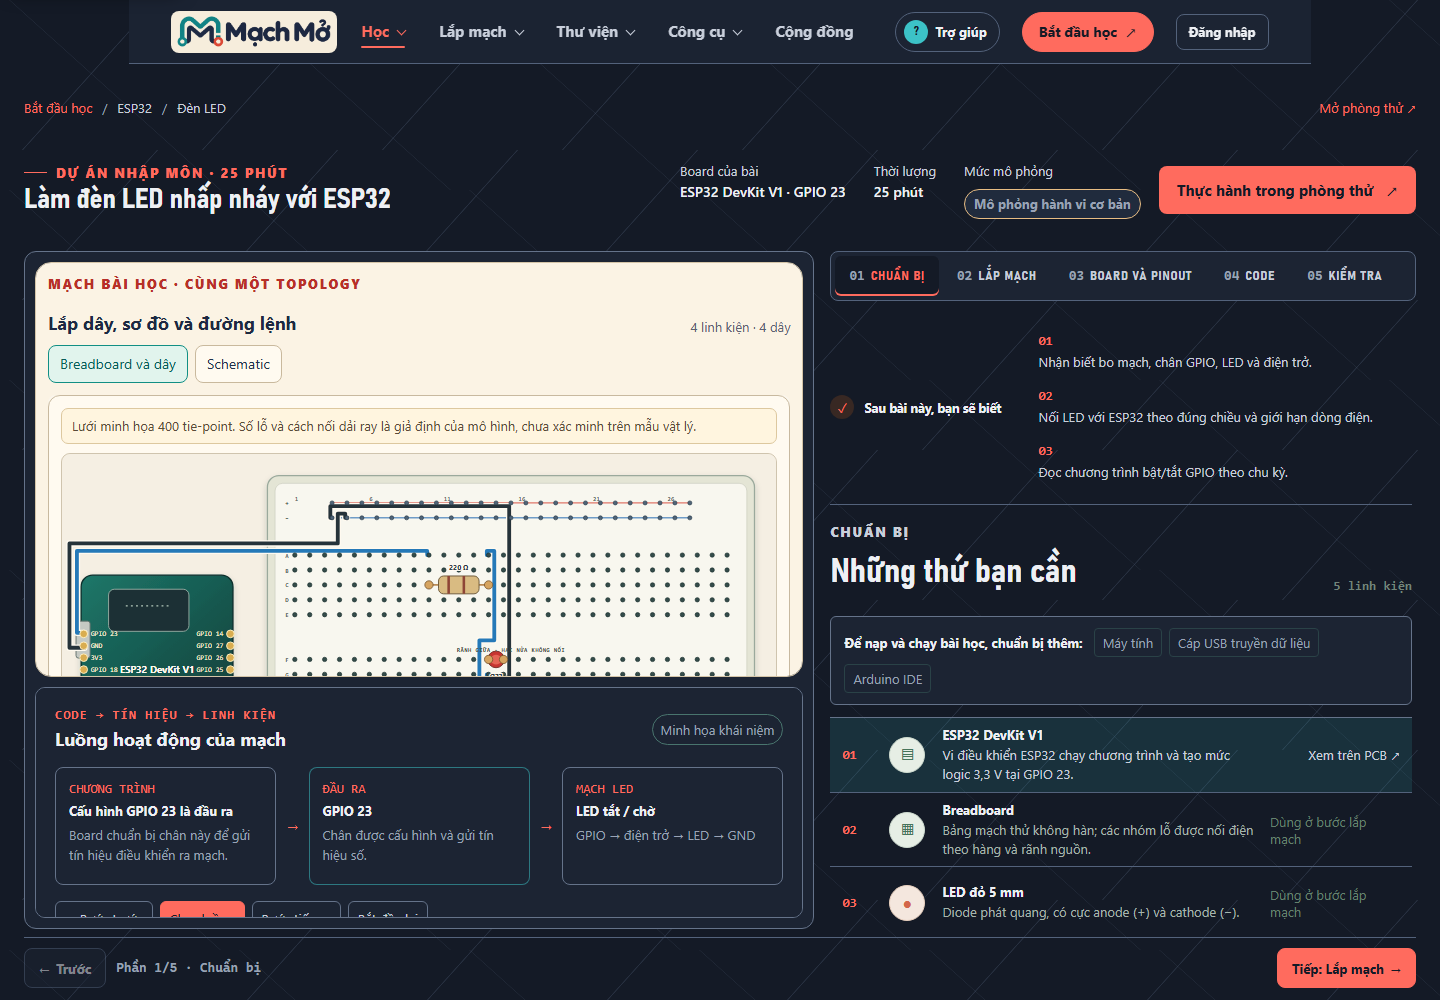 Mạch Mở
Học
Lắp mạch
Thư viện
Công cụ
Cộng đồng
? Trợ giúp
Bắt đầu học ↗
Đăng nhập
Bắt đầu học / ESP32 / Đèn LED
Mở phòng thử ↗
DỰ ÁN NHẬP MÔN · 25 PHÚT
Làm đèn LED nhấp nháy với ESP32
Board của bài
ESP32 DevKit V1 · GPIO 23
Thời lượng
25 phút
Mức mô phỏng
Mô phỏng hành vi cơ bản
Thực hành trong phòng thử ↗
MẠCH BÀI HỌC · CÙNG MỘT TOPOLOGY
Lắp dây, sơ đồ và đường lệnh
4 linh kiện · 4 dây
Breadboard và dây
Schematic
Lưới minh họa 400 tie-point. Số lỗ và cách nối dải ray là giả định của mô hình, chưa xác minh trên mẫu vật lý.
1 6 11 16 21 26
+
−
A
B
C
D
E
F
220 Ω
RÃNH GIỮA · HAI NỬA KHÔNG NỐI
GPIO 23
GND
3V3
GPIO 18
ESP32 DevKit V1
GPIO 14
GPIO 27
GPIO 26
GPIO 25
CODE → TÍN HIỆU → LINH KIỆN
Luồng hoạt động của mạch
Minh họa khái niệm
CHƯƠNG TRÌNH
Cấu hình GPIO 23 là đầu ra
Board chuẩn bị chân này để gửi
tín hiệu điều khiển ra mạch.
→
ĐẦU RA
GPIO 23
Chân được cấu hình và gửi tín
hiệu số.
→
MẠCH LED
LED tắt / chờ
GPIO → điện trở → LED → GND
01 CHUẨN BỊ
02 LẮP MẠCH
03 BOARD VÀ PINOUT
04 CODE
05 KIỂM TRA
✓ Sau bài này, bạn sẽ biết
01
Nhận biết bo mạch, chân GPIO, LED và điện trở.
02
Nối LED với ESP32 theo đúng chiều và giới hạn dòng điện.
03
Đọc chương trình bật/tắt GPIO theo chu kỳ.
CHUẨN BỊ
Những thứ bạn cần
5 linh kiện
Để nạp và chạy bài học, chuẩn bị thêm:
Máy tính
Cáp USB truyền dữ liệu
Arduino IDE
01
ESP32 DevKit V1
Vi điều khiển ESP32 chạy chương trình và tạo mức
logic 3,3 V tại GPIO 23.
Xem trên PCB ↗
02
Breadboard
Bảng mạch thử không hàn; các nhóm lỗ được nối điện
theo hàng và rãnh nguồn.
Dùng ở bước lắp
mạch
03
LED đỏ 5 mm
Diode phát quang, có cực anode (+) và cathode (−).
Dùng ở bước lắp
mạch
← Trước
Phần 1/5 · Chuẩn bị
Tiếp: Lắp mạch →